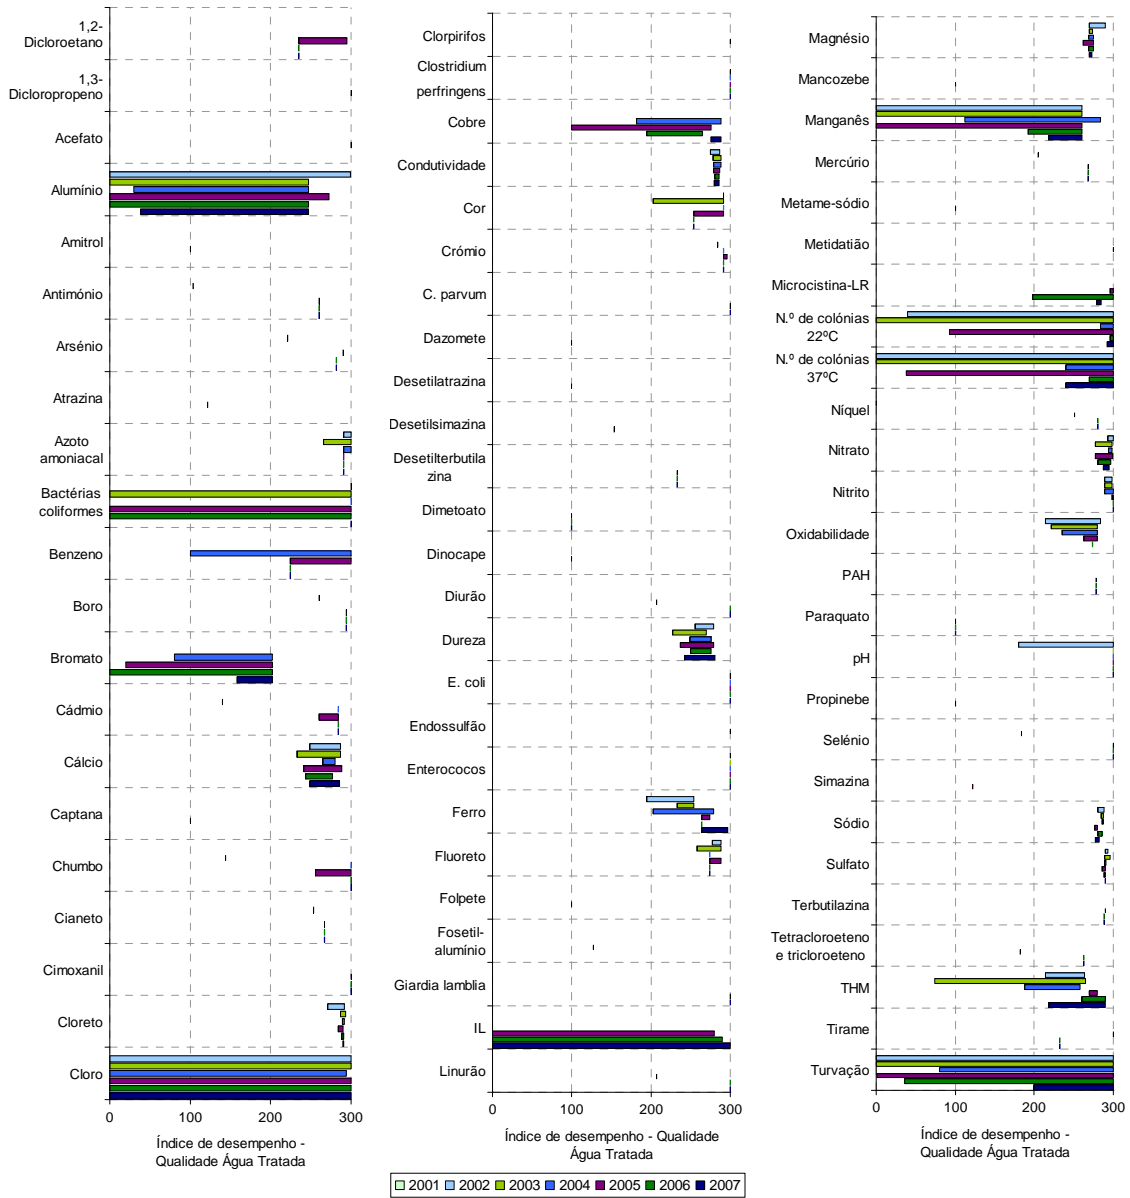 1,2-
Dicloroetano
1,3-
Dicloropropeno
Acefato
Alumínio
Amitrol
Antimónio
Arsénio
Atrazina
Azoto
amoniacal
Bactérias
coliformes
Benzeno
Boro
Bromato
Cádmio
Cálcio
Captana
Chumbo
Cianeto
Cimoxanil
Cloreto
Cloro
0 100 200 300
Índice de desempenho -
Qualidade Água Tratada
Clorpirifos
Clostridium
perfringens
Cobre
Condutividade
Cor
Crómio
C. parvum
Dazomete
Desetilatrazina
Desetilsimazina
Desetilterbutila
zina
Dimetoato
Dinocape
Diurão
Dureza
E. coli
Endossulfão
Enterococos
Ferro
Fluoreto
Folpete
Fosetil-
alumínio
Giardia lamblia
IL
Linurão
0 100 200 300
Índice de desempenho - Qualidade
Água Tratada
Magnésio
Mancozebe
Manganês
Mercúrio
Metame-sódio
Metidatião
Microcistina-LR
N.º de colónias
22ºC
N.º de colónias
37ºC
Níquel
Nitrato
Nitrito
Oxidabilidade
PAH
Paraquato
pH
Propinebe
Selénio
Simazina
Sódio
Sulfato
Terbutilazina
Tetracloroeteno
e tricloroeteno
THM
Tirame
Turvação
0 100 200 300
Índice de desempenho -
Qualidade Água Tratada
2001 2002 2003 2004 2005 2006 2007